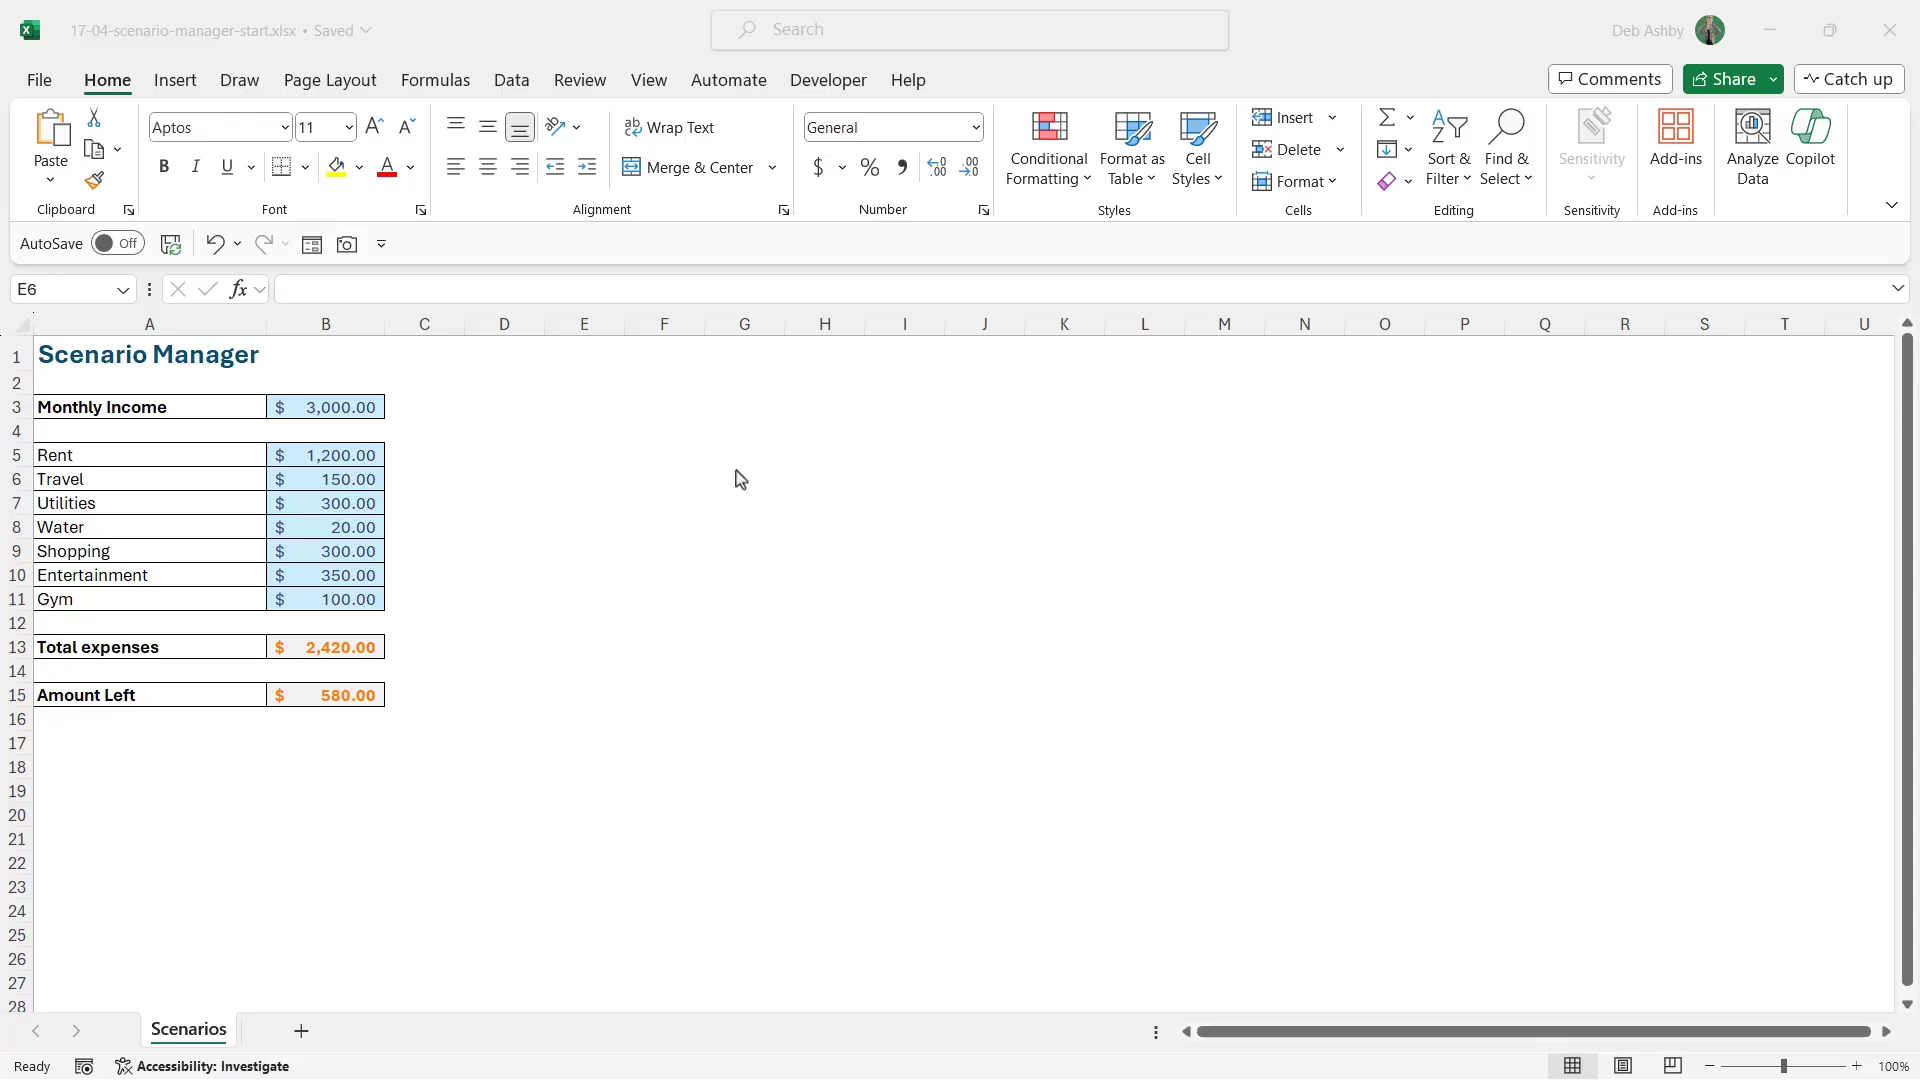 17-04-scenario-manager-start.xlsx • Saved
Search
Deb Ashby
File Home Insert Draw Page Layout Formulas Data Review View Automate Developer Help
Comments Share Catch up
Paste
Clipboard
Aptos 11
B I U
Font
Wrap Text
Merge & Center
Alignment
General
$ % 9 .00 .00
Number
Conditional Formatting
Format as Table
Cell Styles
Styles
Insert
Delete
Format
Cells
Sort & Filter
Find & Select
Editing
Sensitivity
Sensitivity
Add-ins
Add-ins
Analyze Data
Copilot
AutoSave Off
E6
fx
A B C D E F G H I J K L M N O P Q R S T U
1 Scenario Manager
2
3 Monthly Income $ 3,000.00
4
5 Rent $ 1,200.00
6 Travel $ 150.00
7 Utilities $ 300.00
8 Water $ 20.00
9 Shopping $ 300.00
10 Entertainment $ 350.00
11 Gym $ 100.00
12
13 Total expenses $ 2,420.00
14
15 Amount Left $ 580.00
16
17
18
19
20
21
22
23
24
25
26
27
28
Scenarios
Ready Accessibility: Investigate 100%